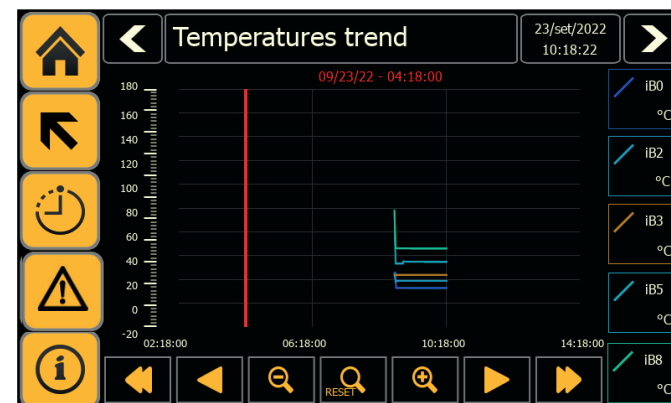 Temperatures trend
23/set/2022
10:18:22
09/23/22 - 04:18:00
180
160
140
120
100
80
60
40
20
0
-20
02:18:00
06:18:00
10:18:00
14:18:00
iB0
°C
iB2
°C
iB3
°C
iB5
°C
iB8
°C
RESET